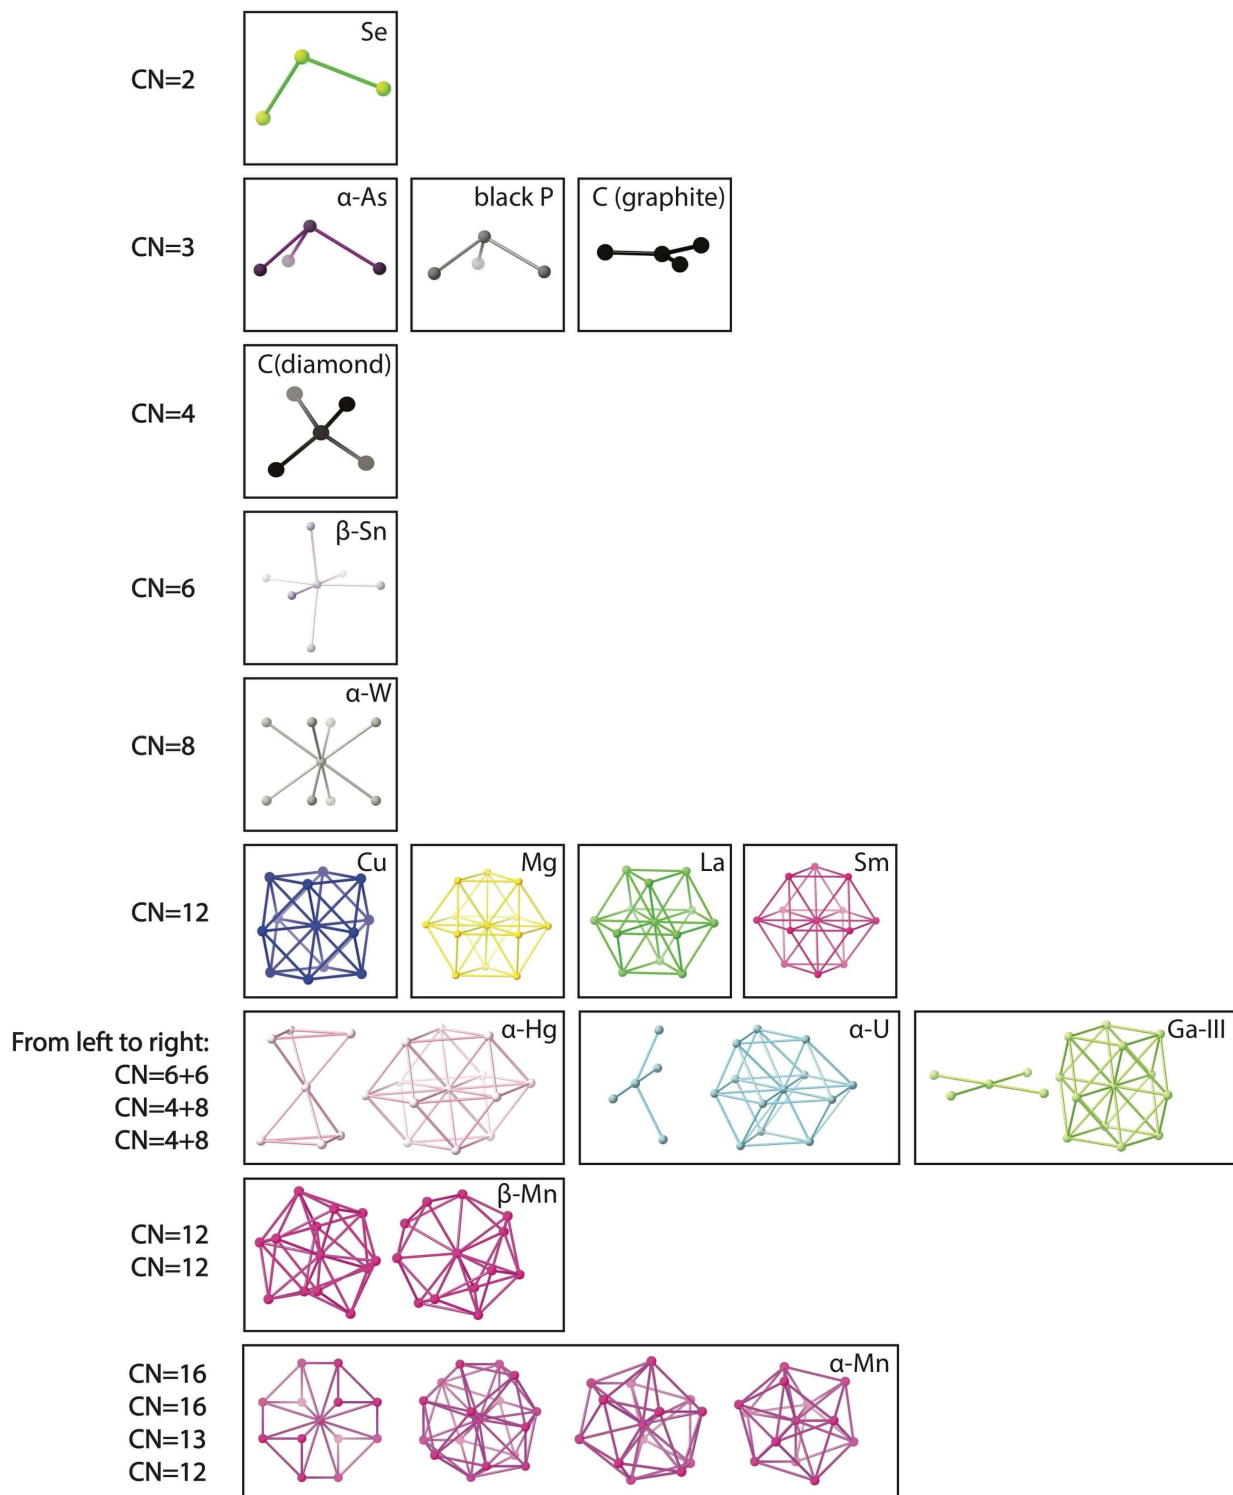 Se
CN=2
α-As
black P
C (graphite)
CN=3
C(diamond)
CN=4
β-Sn
CN=6
α-W
CN=8
Cu
Mg
La
Sm
CN=12
From left to right:
CN=6+6
CN=4+8
CN=4+8
α-Hg
α-U
Ga-III
β-Mn
CN=12
CN=12
α-Mn
CN=16
CN=16
CN=13
CN=12